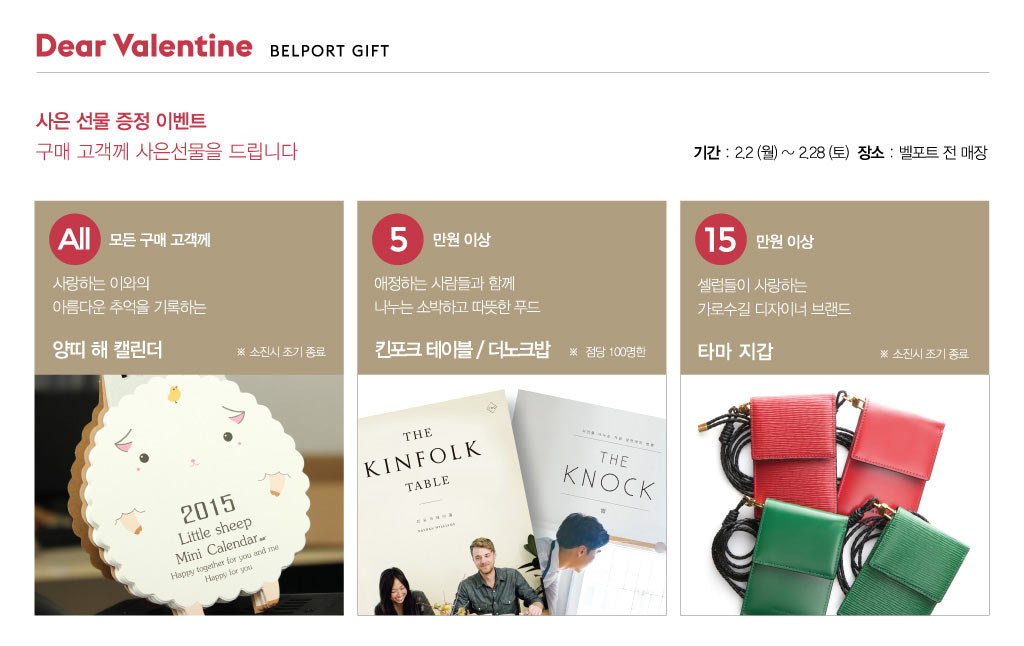 Dear Valentine BELPORT GIFT
사은 선물 증정 이벤트
구매 고객께 사은선물을 드립니다
기간 : 2.2 (월) ~ 2.28 (토) 장소 : 벨포트 전 매장
All 모든 구매 고객께
사랑하는 이와의
아름다운 추억을 기록하는
양띠 해 캘린더 ※ 소진시 조기 종료
2015
Little sheep
Mini Calendar
Happy together for you and me
Happy for you
5 만원 이상
애정하는 사람들과 함께
나누는 소박하고 따뜻한 푸드
킨포크 테이블 / 더노크밥 ※ 점당 100명한
THE
KINFOLK
TABLE
THE
KNOCK
15 만원 이상
셀럽들이 사랑하는
가로수길 디자이너 브랜드
타마 지갑 ※ 소진시 조기 종료